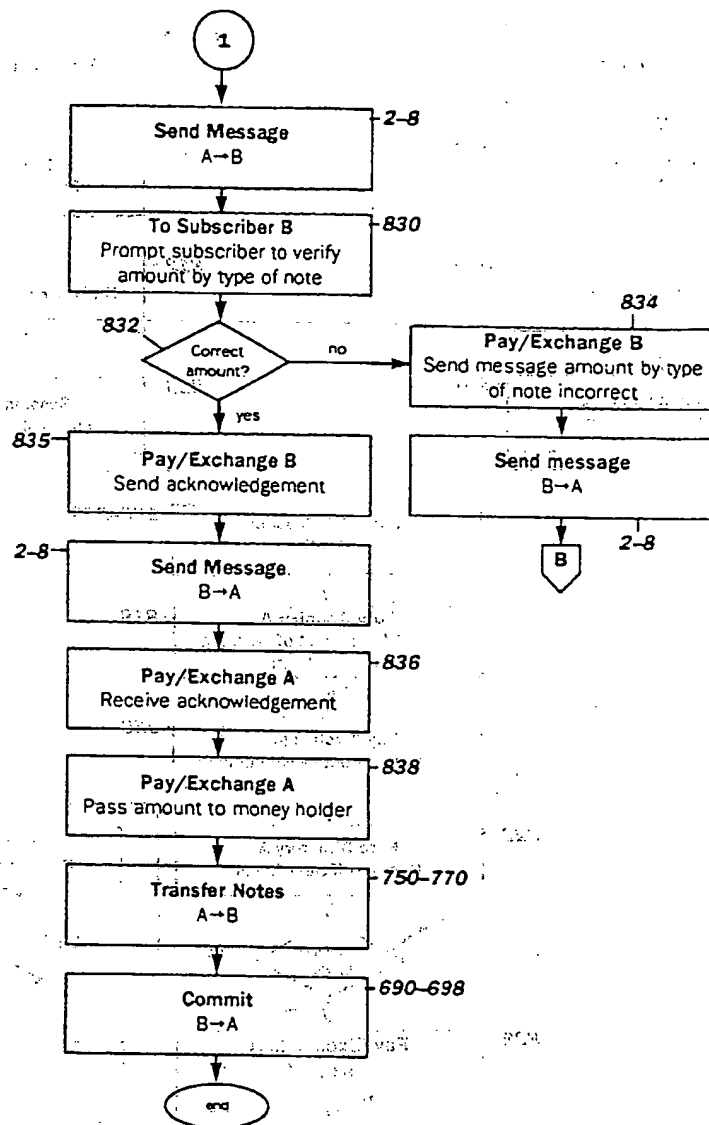 1
Send Message
A→B
2-8
To Subscriber B
Prompt subscriber to verify
amount by type of note
830
832
Correct
amount?
no
yes
834
Pay/Exchange B
Send message amount by type
of note incorrect
Send message
B→A
2-8
B
835
Pay/Exchange B
Send acknowledgement
2-8
Send Message.
B→A
Pay/Exchange A
Receive acknowledgement
836
Pay/Exchange A
Pass amount to money holder
838
Transfer Notes
A→B
750-770
Commit
B→A
690-698
end